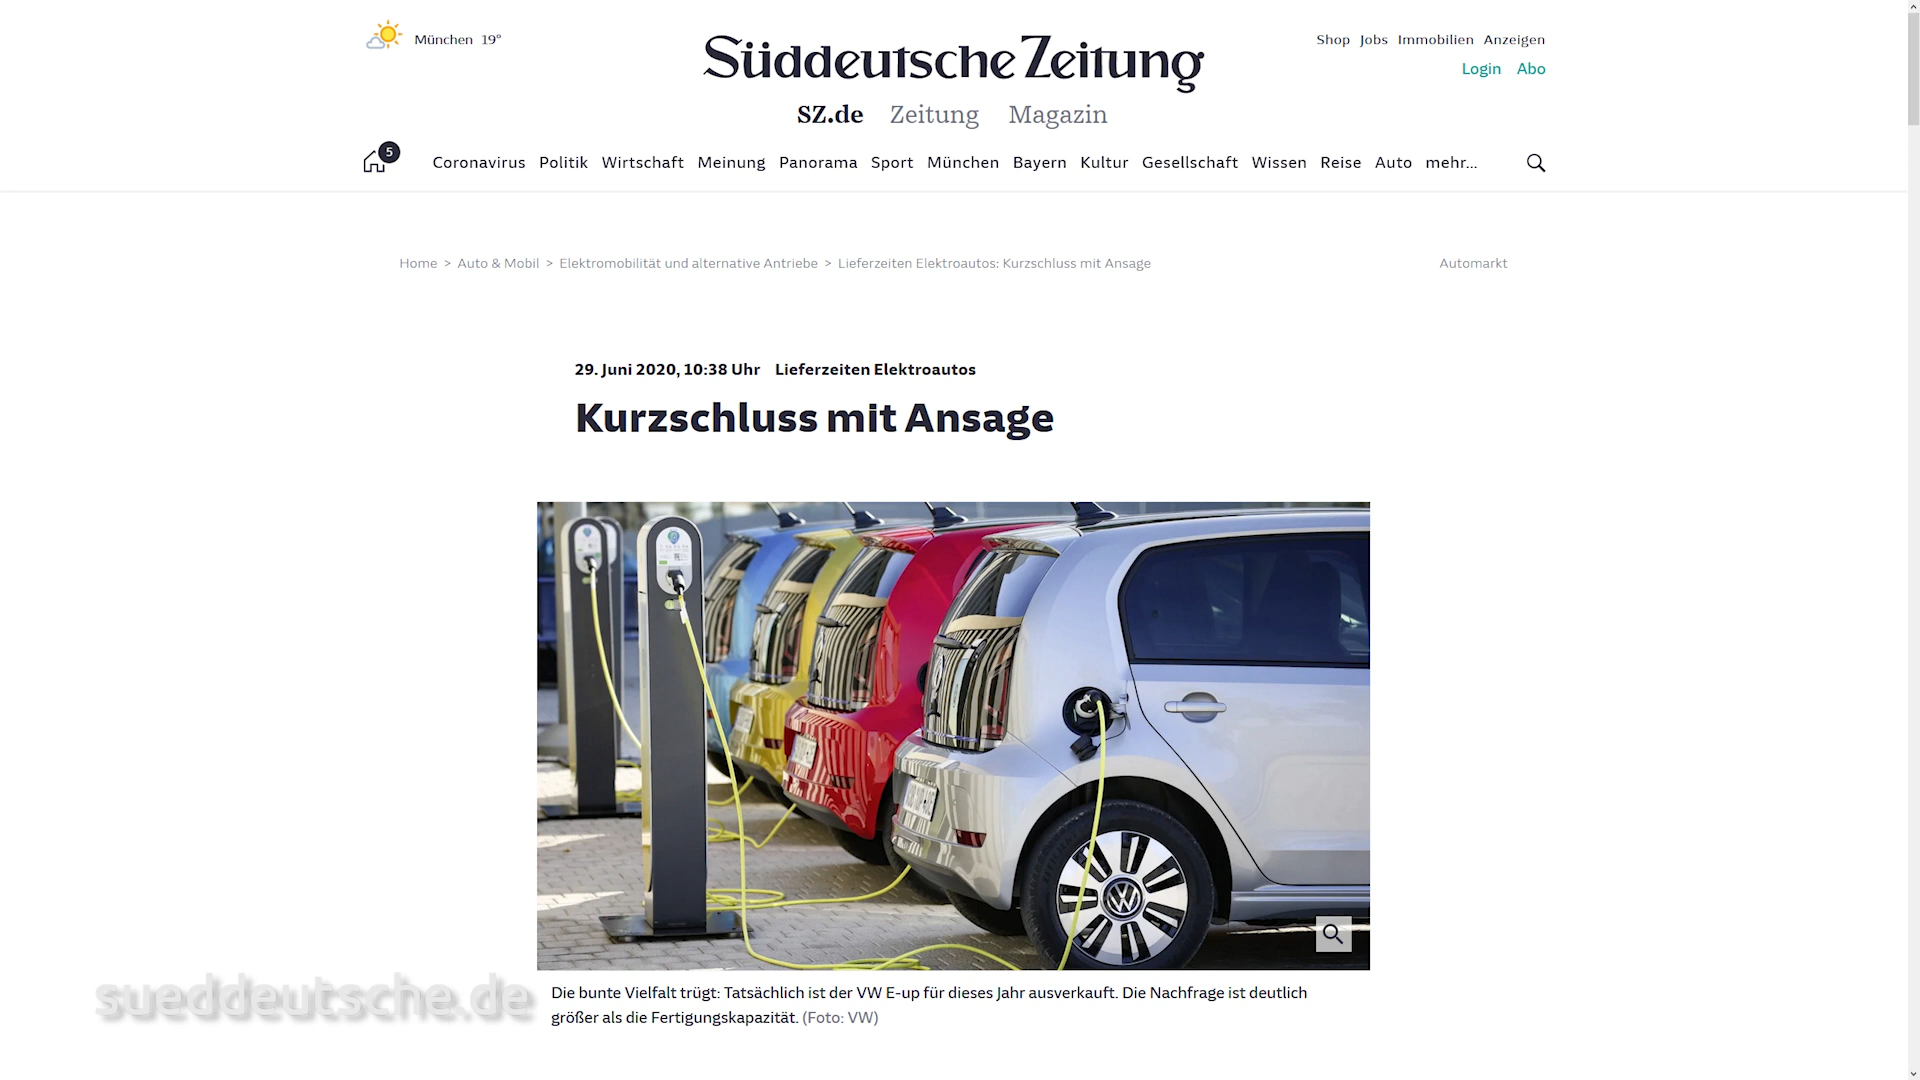 München 19°
Süddeutsche Zeitung
Shop Jobs Immobilien Anzeigen
Login Abo
SZ.de Zeitung Magazin
5
Coronavirus Politik Wirtschaft Meinung Panorama Sport München Bayern Kultur Gesellschaft Wissen Reise Auto mehr...
Home > Auto & Mobil > Elektromobilität und alternative Antriebe > Lieferzeiten Elektroautos: Kurzschluss mit Ansage
Automarkt
29. Juni 2020, 10:38 Uhr Lieferzeiten Elektroautos
Kurzschluss mit Ansage
sueddeutsche.de
Die bunte Vielfalt trügt: Tatsächlich ist der VW E-up für dieses Jahr ausverkauft. Die Nachfrage ist deutlich
größer als die Fertigungskapazität. (Foto: VW)